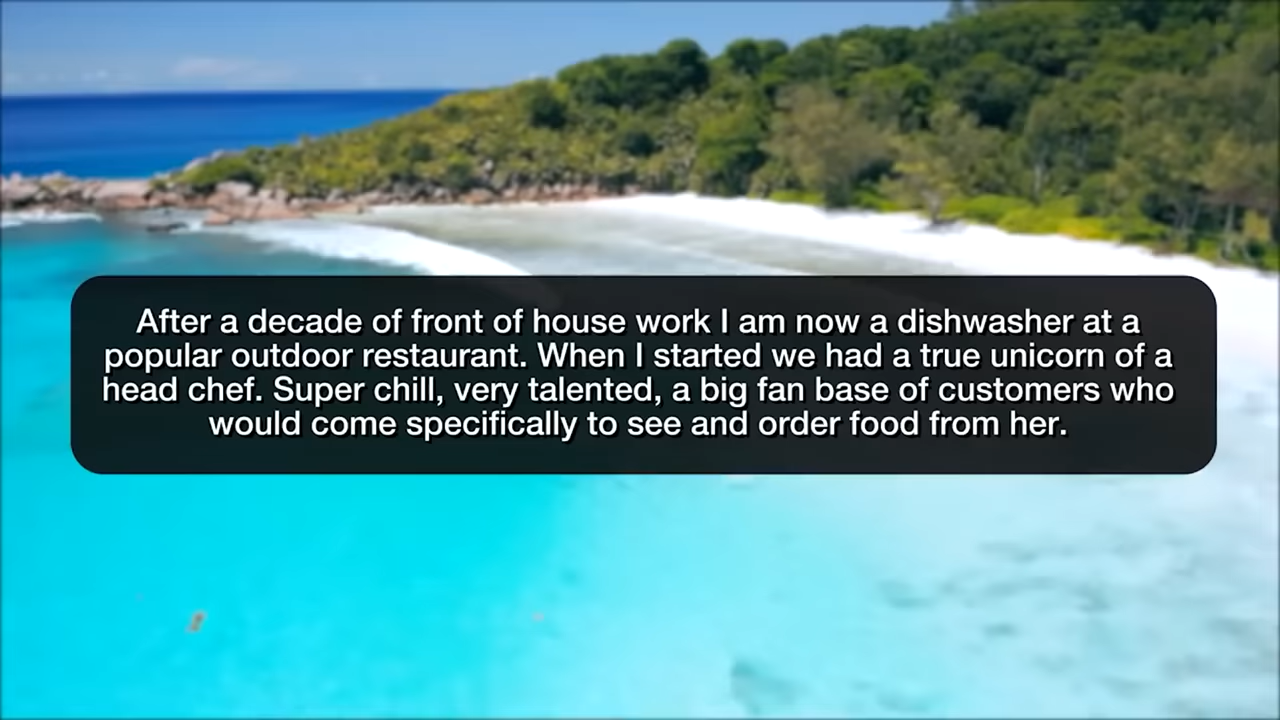 After a decade of front of house work I am now a dishwasher at a
popular outdoor restaurant. When I started we had a true unicorn of a
head chef. Super chill, very talented, a big fan base of customers who
would come specifically to see and order food from her.